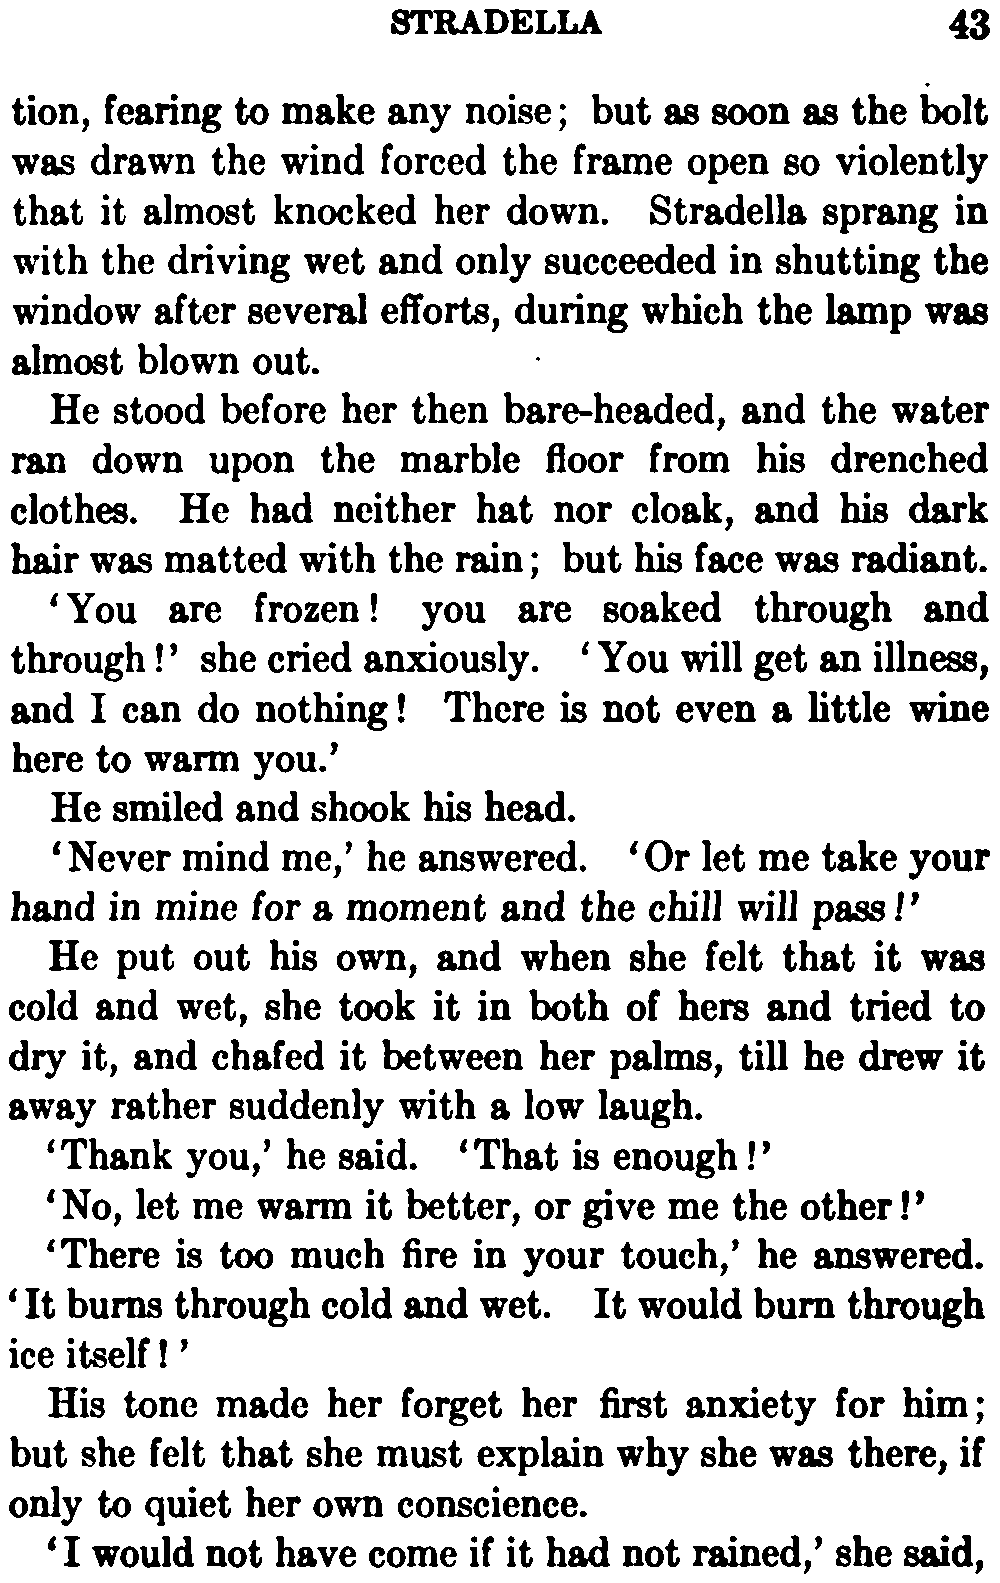 STRADELLA 43
tion, fearing to make any noise; but as soon as the bolt
was drawn the wind forced the frame open so violently
that it almost knocked her down. Stradella sprang in
with the driving wet and only succeeded in shutting the
window after several efforts, during which the lamp was
almost blown out.
He stood before her then bare-headed, and the water
ran down upon the marble floor from his drenched
clothes. He had neither hat nor cloak, and his dark
hair was matted with the rain; but his face was radiant.
‘You are frozen! you are soaked through and
through!’ she cried anxiously. ‘You will get an illness,
and I can do nothing! There is not even a little wine
here to warm you.’
He smiled and shook his head.
‘Never mind me,’ he answered. ‘Or let me take your
hand in mine for a moment and the chill will pass!’
He put out his own, and when she felt that it was
cold and wet, she took it in both of hers and tried to
dry it, and chafed it between her palms, till he drew it
away rather suddenly with a low laugh.
‘Thank you,’ he said. ‘That is enough!’
‘No, let me warm it better, or give me the other!’
‘There is too much fire in your touch,’ he answered.
‘It burns through cold and wet. It would burn through
ice itself!’
His tone made her forget her first anxiety for him;
but she felt that she must explain why she was there, if
only to quiet her own conscience.
‘I would not have come if it had not rained,’ she said,